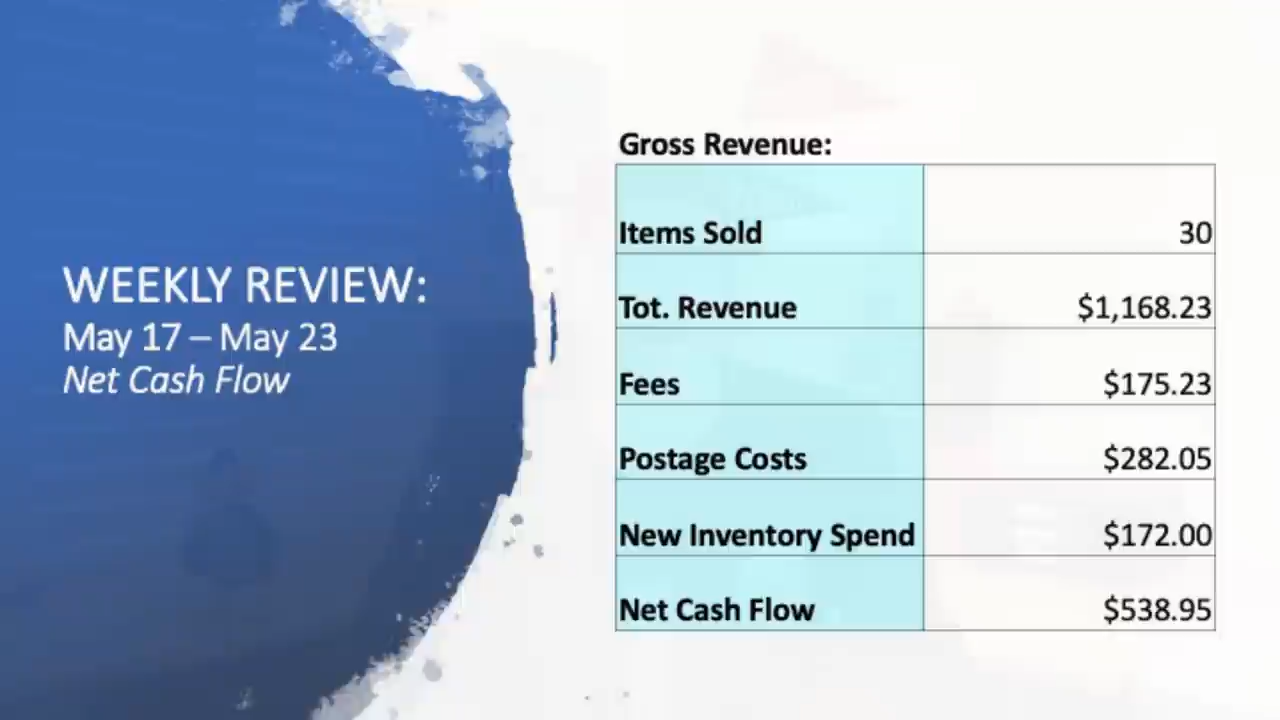 WEEKLY REVIEW:
May 17 – May 23
Net Cash Flow
Gross Revenue:
Items Sold 30
Tot. Revenue $1,168.23
Fees $175.23
Postage Costs $282.05
New Inventory Spend $172.00
Net Cash Flow $538.95